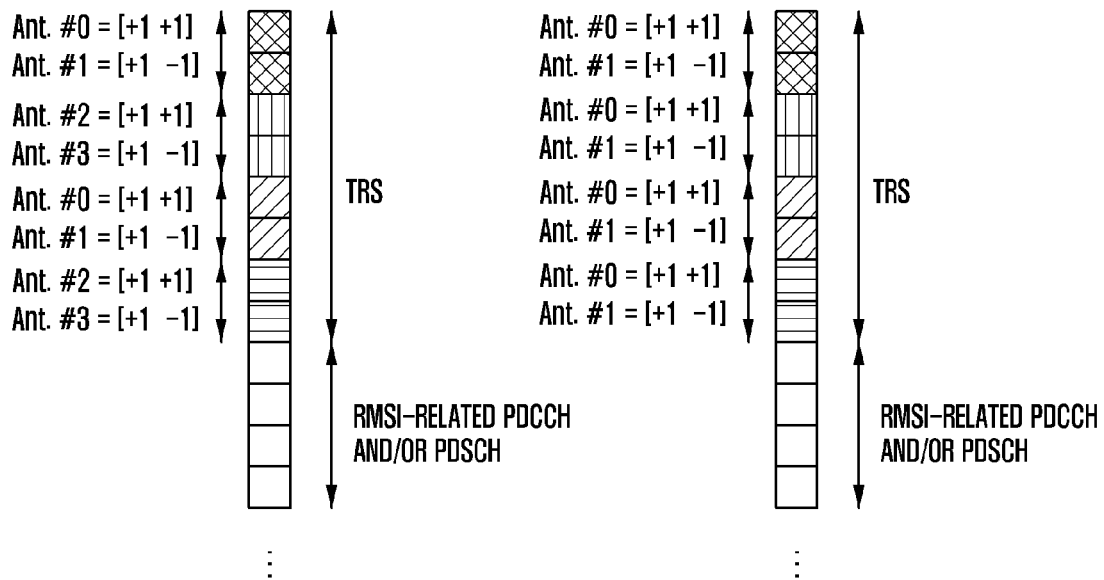 Ant. #0 = [+1 +1]
Ant. #1 = [+1 −1]
Ant. #2 = [+1 +1]
Ant. #3 = [+1 −1]
Ant. #0 = [+1 +1]
Ant. #1 = [+1 −1]
Ant. #2 = [+1 +1]
Ant. #3 = [+1 −1]
TRS
RMSI−RELATED PDCCH
AND/OR PDSCH
Ant. #0 = [+1 +1]
Ant. #1 = [+1 −1]
Ant. #0 = [+1 +1]
Ant. #1 = [+1 −1]
Ant. #0 = [+1 +1]
Ant. #1 = [+1 −1]
Ant. #0 = [+1 +1]
Ant. #1 = [+1 −1]
TRS
RMSI−RELATED PDCCH
AND/OR PDSCH